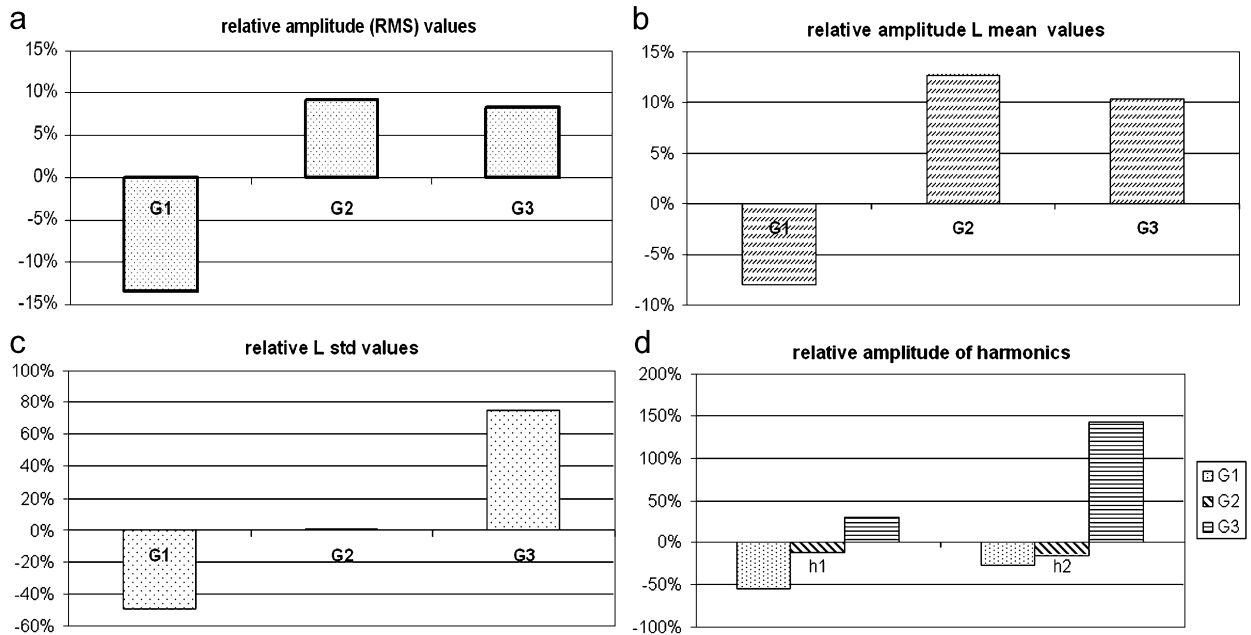 a
relative amplitude (RMS) values
15%
10%
5%
0%
-5%
-10%
-15%
G1
G2
G3
b
relative amplitude L mean values
15%
10%
5%
0%
-5%
-10%
G1
G2
G3
c
relative L std values
100%
80%
60%
40%
20%
0%
-20%
-40%
-60%
G1
G2
G3
d
relative amplitude of harmonics
200%
150%
100%
50%
0%
-50%
-100%
h1
h2
G1
G2
G3